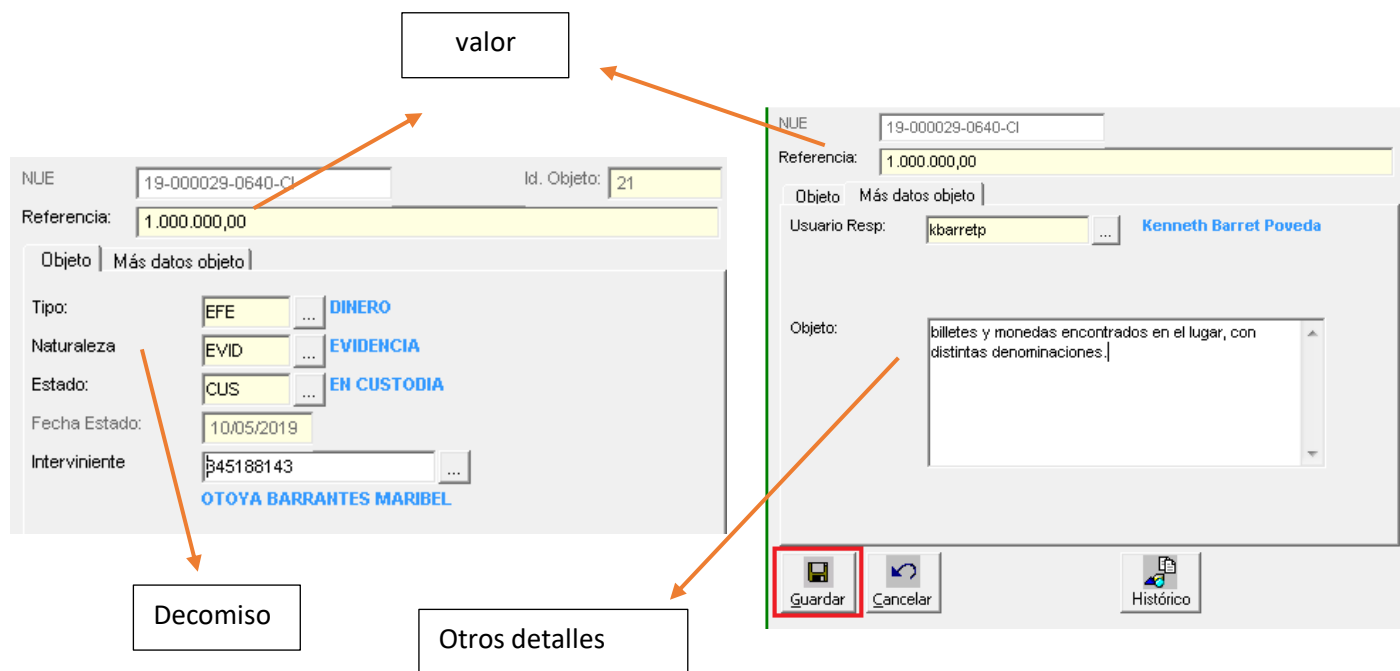 valor
NUE
19-000029-0640-CI
Id. Objeto:
21
Referencia:
1.000.000,00
Objeto
Más datos objeto
Tipo:
EFE
...
DINERO
Naturaleza
EVID
...
EVIDENCIA
Estado:
CUS
...
EN CUSTODIA
Fecha Estado:
10/05/2019
Interviniente
345188143
...
OTOYA BARRANTES MARIBEL
Decomiso
NUE
19-000029-0640-CI
Referencia:
1.000.000,00
Objeto
Más datos objeto
Usuario Resp:
kbarretp
...
Kenneth Barret Poveda
Objeto:
billetes y monedas encontrados en el lugar, con
distintas denominaciones.
Guardar
Cancelar
Histórico
Otros detalles